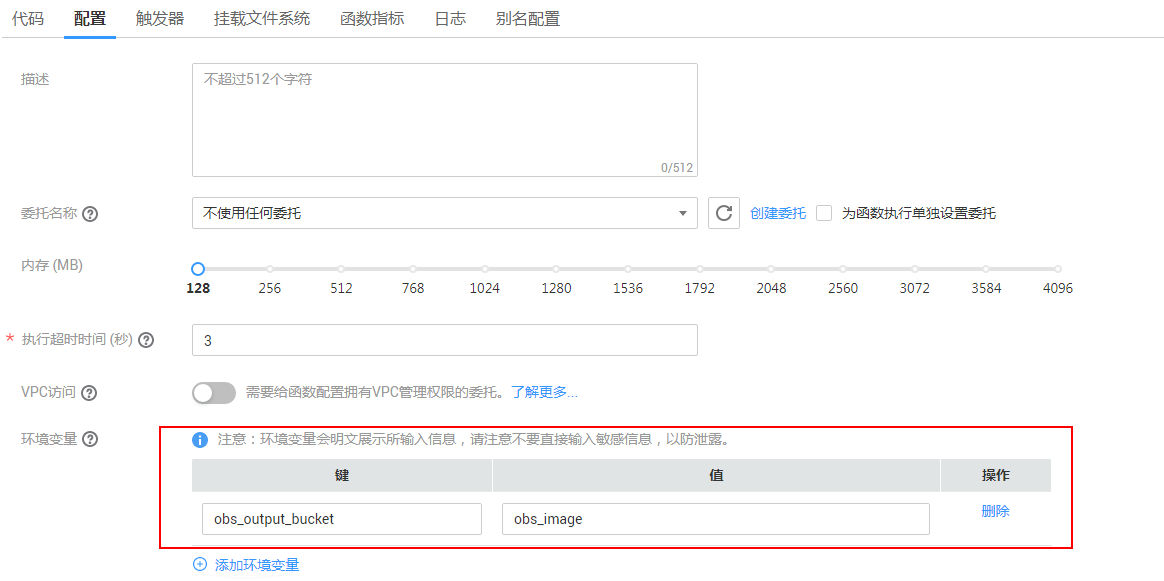 代码 配置 触发器 挂载文件系统 函数指标 日志 别名配置
描述 不超过512个字符
0/512
委托名称 ? 不使用任何委托 创建委托 为函数执行单独设置委托
内存 (MB)
128 256 512 768 1024 1280 1536 1792 2048 2560 3072 3584 4096
* 执行超时时间 (秒) ? 3
VPC访问 ? 需要给函数配置拥有VPC管理权限的委托。了解更多...
环境变量 ? i 注意：环境变量会明文展示所输入信息，请注意不要直接输入敏感信息，以防泄露。
键 值 操作
obs_output_bucket obs_image 删除
添加环境变量